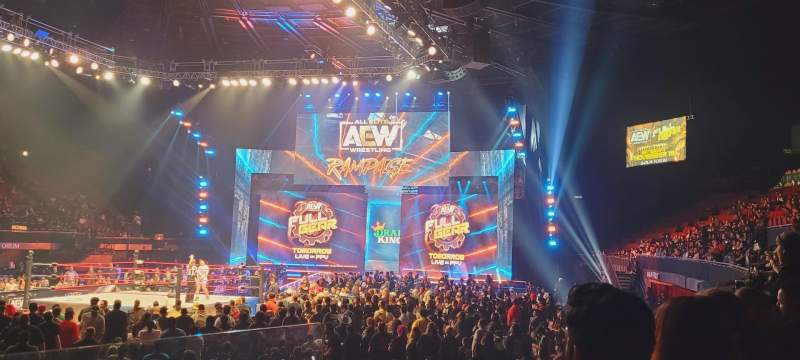 ALL ELITE
AEW
WRESTLING
RAMPAGE
AEW
FULL
GEAR
TOMORROW
LIVE ON PPV
DRAFT
KINGS
AEW
FULL
GEAR
TOMORROW
LIVE ON PPV
AEW
FULL
GEAR
FORUM